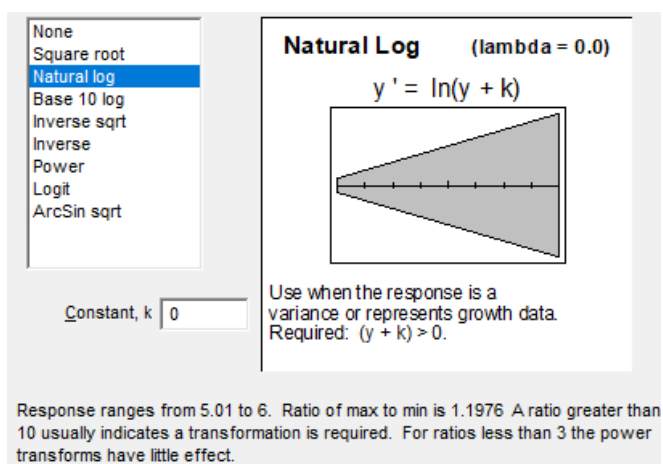 None
Square root
Natural log
Base 10 log
Inverse sqrt
Inverse
Power
Logit
ArcSin sqrt
Constant, k 0
Natural Log (lambda = 0.0)
y ' = ln(y + k)
Use when the response is a
variance or represents growth data.
Required: (y + k) > 0.
Response ranges from 5.01 to 6. Ratio of max to min is 1.1976 A ratio greater than
10 usually indicates a transformation is required. For ratios less than 3 the power
transforms have little effect.